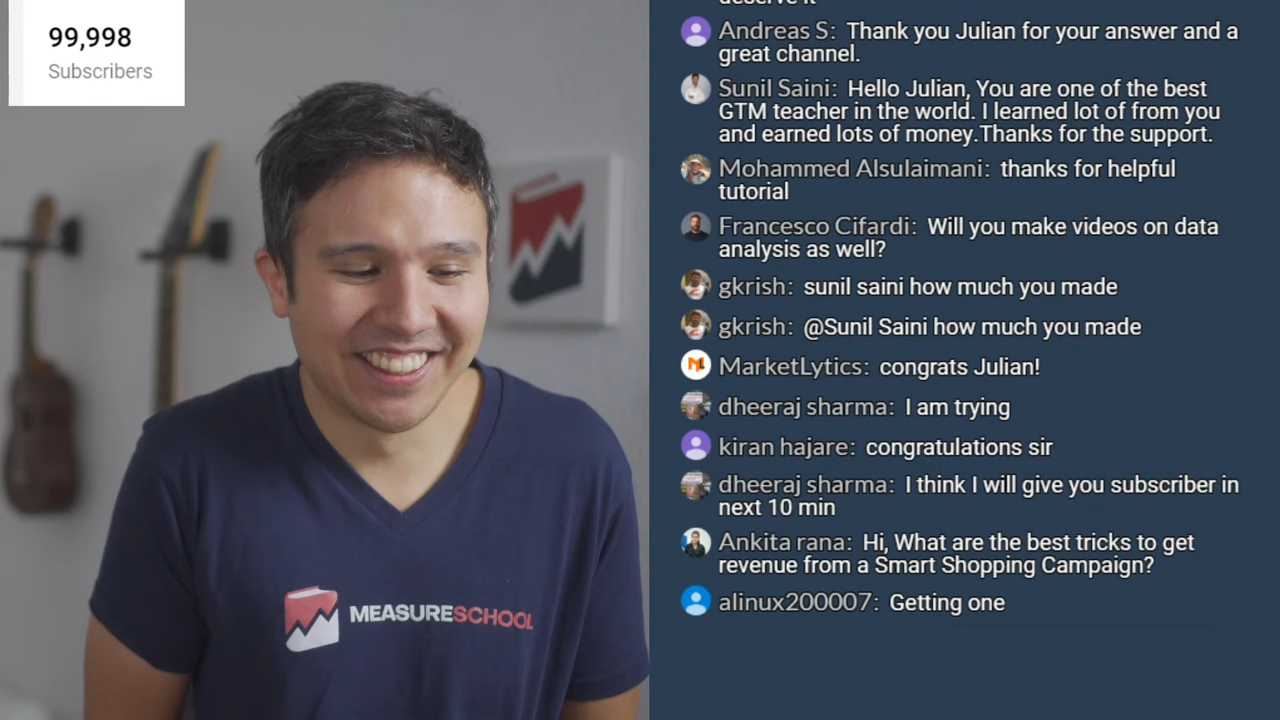 99,998
Subscribers
MEASURESCHOOL
Andreas S: Thank you Julian for your answer and a
great channel.
Sunil Saini: Hello Julian, You are one of the best
GTM teacher in the world. I learned lot of from you
and earned lots of money.Thanks for the support.
Mohammed Alsulaimani: thanks for helpful
tutorial
Francesco Cifardi: Will you make videos on data
analysis as well?
gkrish: sunil saini how much you made
gkrish: @Sunil Saini how much you made
MarketLytics: congrats Julian!
dheeraj sharma: I am trying
kiran hajare: congratulations sir
dheeraj sharma: I think I will give you subscriber in
next 10 min
Ankita rana: Hi, What are the best tricks to get
revenue from a Smart Shopping Campaign?
alinux200007: Getting one